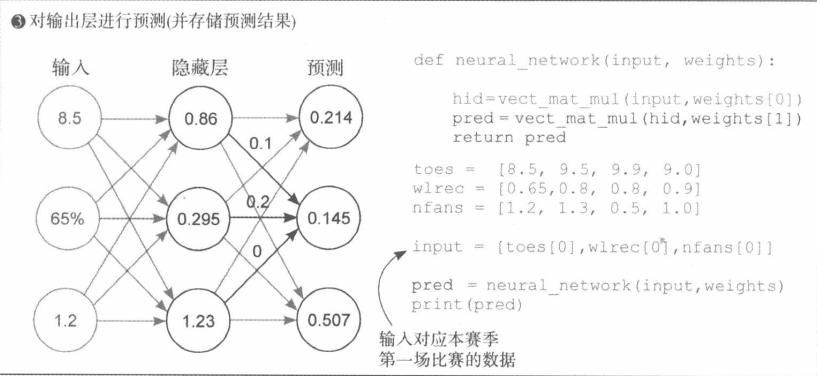 ❸ 对输出层进行预测(并存储预测结果)
输入
隐藏层
预测
8.5
0.86
0.214
0.1
65%
0.295
0.2
0.145
0
1.2
1.23
0.507
def neural_network(input, weights):
hid=vect_mat_mul(input,weights[0])
pred=vect_mat_mul(hid,weights[1])
return pred
toes = [8.5, 9.5, 9.9, 9.0]
wlrec = [0.65,0.8, 0.8, 0.9]
nfans = [1.2, 1.3, 0.5, 1.0]
input = [toes[0],wlrec[0],nfans[0]]
pred = neural_network(input,weights)
print(pred)
输入对应本赛季
第一场比赛的数据